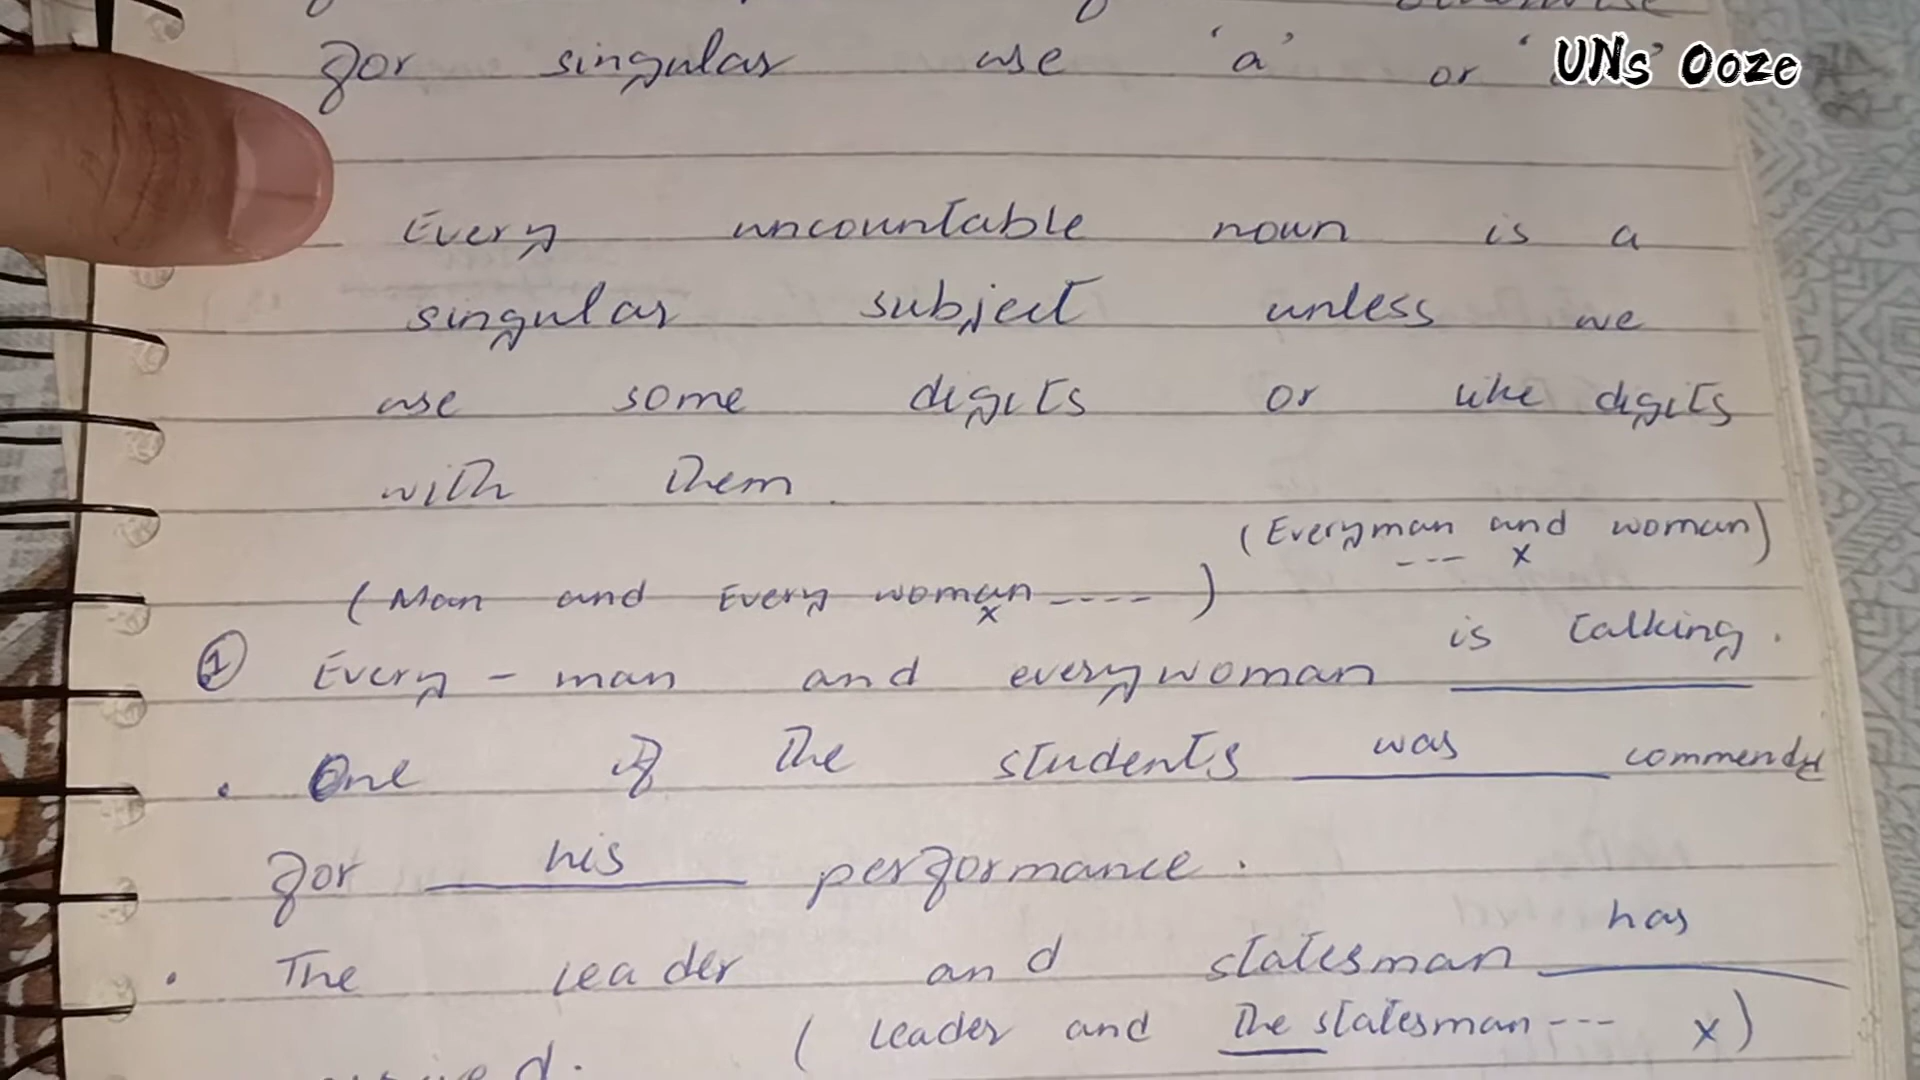 for singular use 'a' or '
UNs' Ooze
Every uncountable noun is a
singular subject unless we
use some digits or like digits
with them.
(Everyman and woman)
--- x
(Man and Every woman ---- )
x
is talking.
① Every - man and everywoman
. One of the students was commended
for his performance.
has
. The leader and statesman
( Leader and the statesman --- x)